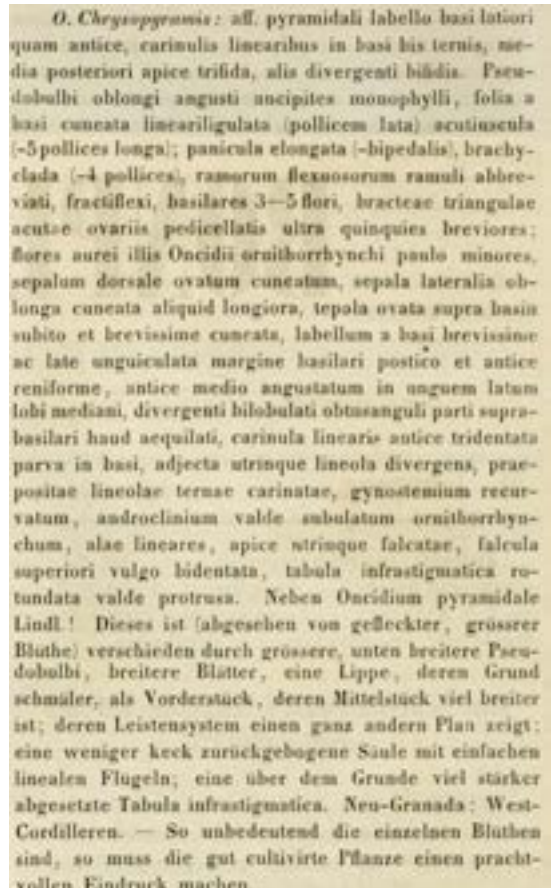 O. Chrysopyramis: aff. pyramidali labello basi latiori
quam antice, carinulis linearibus in basi bis ternis, me-
dia posteriori apice trifida, alis divergenti bifidis. Pseu-
dobulbi oblongi angusti ancipites monophylli, folia a
basi cuneata lineariligulata (pollicem lata) acutiuscula
(-5 pollices longa); panicula elongata (-bipedalis), brachy-
clada (-4 pollices), ramorum flexuosorum ramuli abbre-
viati, fractiflexi, basilares 3—5 flori, bracteae triangulae
acutae ovariis pedicellatis ultra quinquies breviores;
flores aurei illis Oncidii ornithorrhynchi paulo minores,
sepalum dorsale ovatum cuneatum, sepala lateralia ob-
longa cuneata aliquid longiora, tepala ovata supra basin
subito et brevissime cuneata, labellum a basi brevissime
ac late unguiculata margine basilari postico et antice
reniforme, antice medio angustatum in unguem latum
lobi mediani, divergenti bilobulati obtusanguli parti supra-
basilari haud aequilati, carinula linearis antice tridentata
parva in basi, adjecta utrinque lineola divergens, prae-
positae lineolae ternae carinatae, gynostemium recur-
vatum, androclinium valde subulatum ornithorrhyn-
chum, alae lineares, apice utrinque falcatae, falcula
superiori vulgo bidentata, tabula infrastigmatica ro-
tundata valde protrusa. Neben Oncidium pyramidale
Lindl.! Dieses ist (abgesehen von gefleckter, grössrer
Blüthe) verschieden durch grössere, unten breitere Pseu-
dobulbi, breitere Blätter, eine Lippe, deren Grund
schmäler, als Vorderstück, deren Mittelstück viel breiter
ist; deren Leistensystem einen ganz andern Plan zeigt;
eine weniger keck zurückgebogene Säule mit einfachen
linealen Flügeln; eine über dem Grunde viel stärker
abgesetzte Tabula infrastigmatica. Neu-Granada: West-
Cordilleren. — So unbedeutend die einzelnen Blüthen
sind, so muss die gut cultivirte Pflanze einen pracht-
vollen Eindruck machen